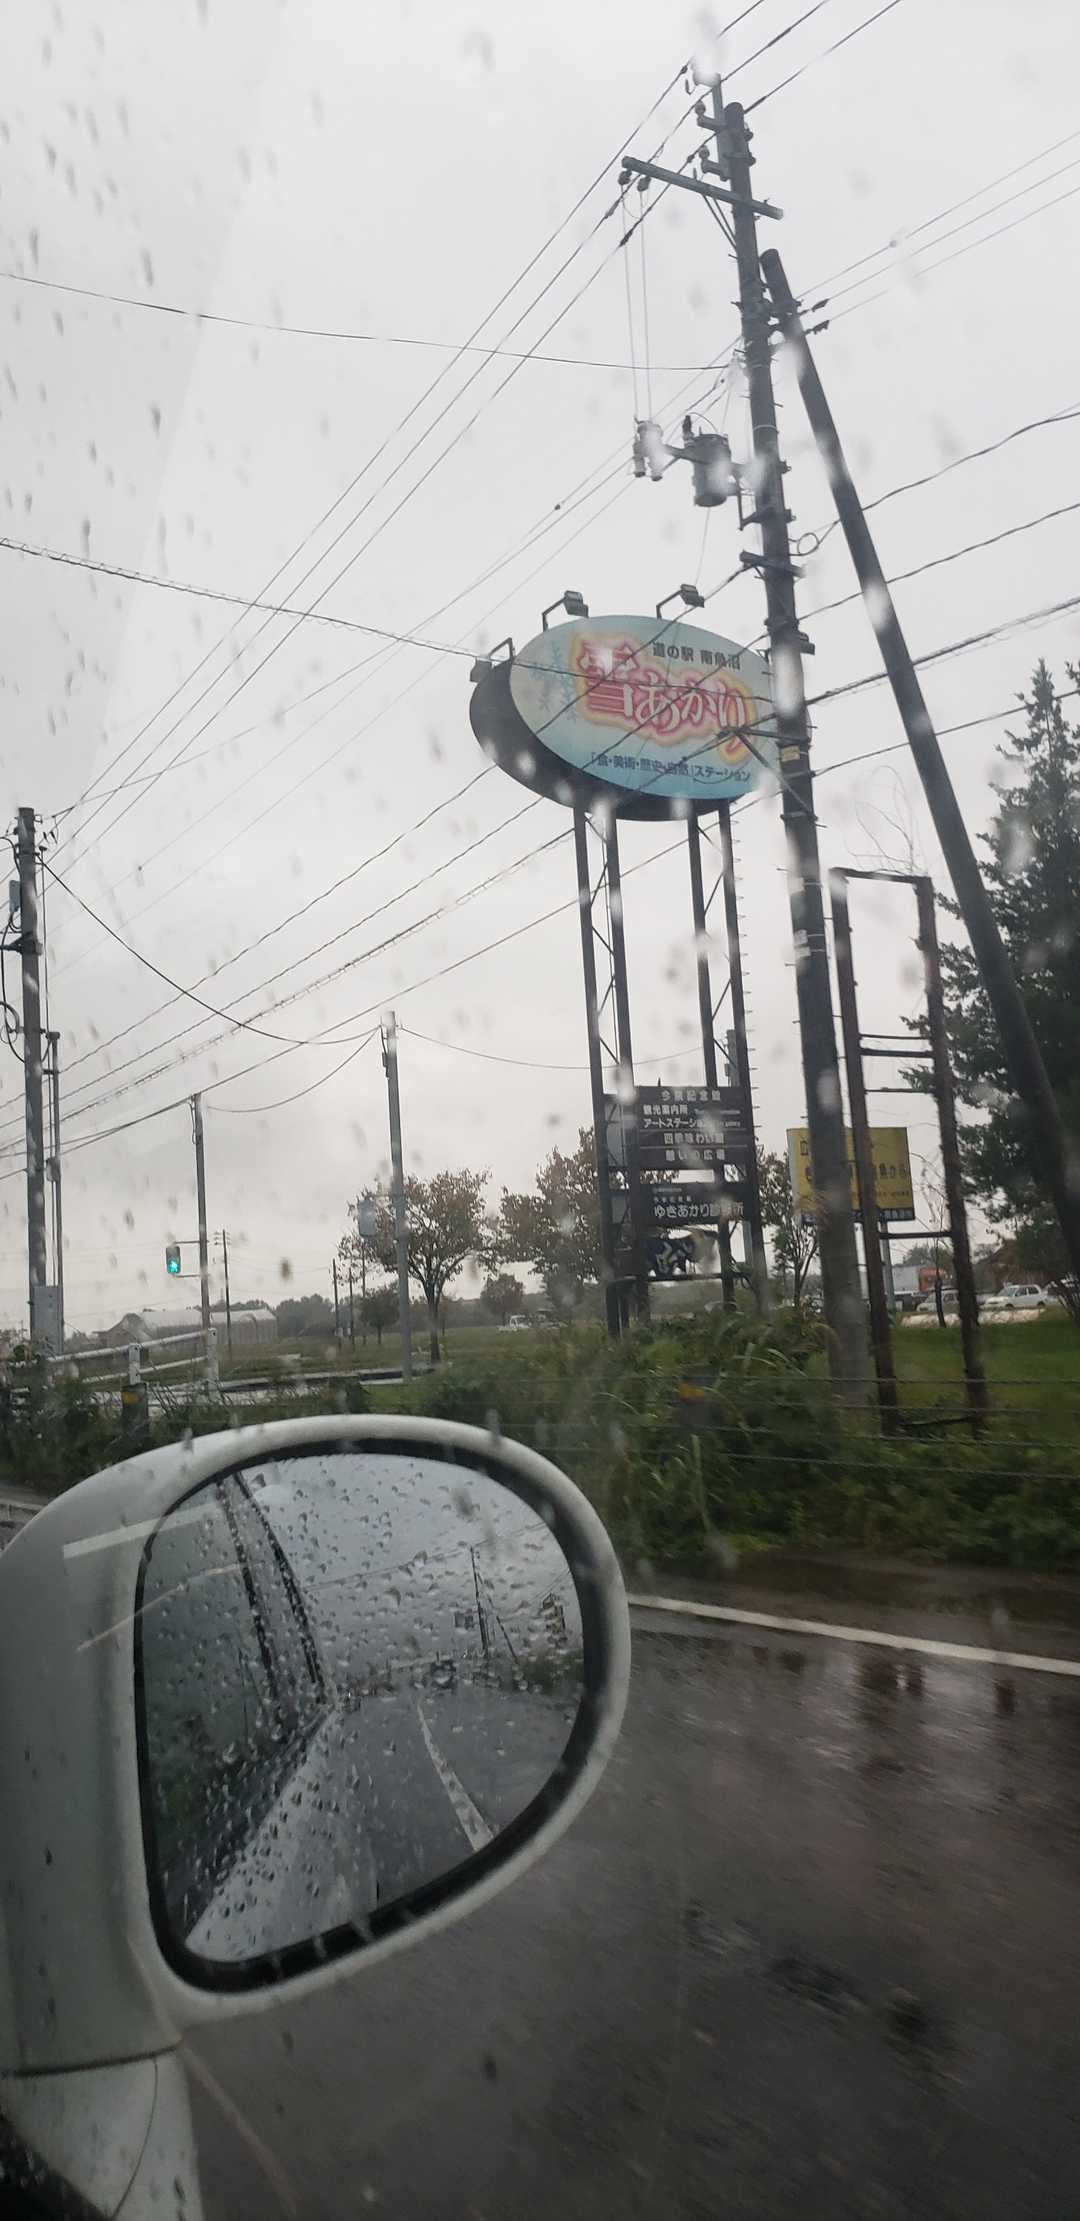 道の駅 南魚沼
雪あかり
「食・美術・歴史・自然」ステーション
今泉記念館
観光案内所
アートステーション
四季味わい館
憩いの広場
ゆきあかり診療所